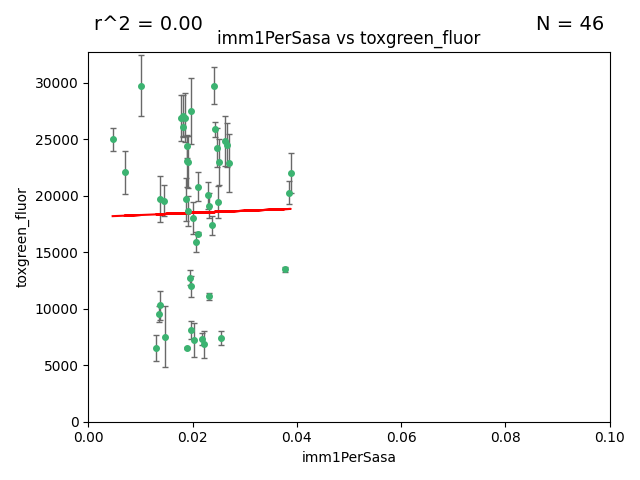 r^2 = 0.00
N = 46
imm1PerSasa vs toxgreen_fluor
30000
25000
20000
15000
10000
5000
0
toxgreen_fluor
0.00
0.02
0.04
0.06
0.08
0.10
imm1PerSasa